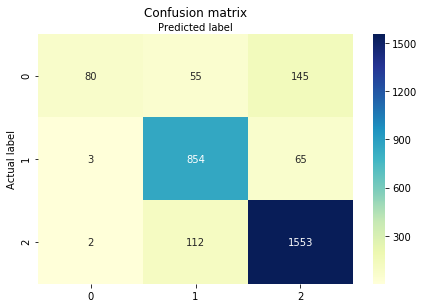 Confusion matrix
Predicted label
1500
0 80 55 145
1200
Actual label
1 3 854 65
900
600
2 2 112 1553
300
0 1 2